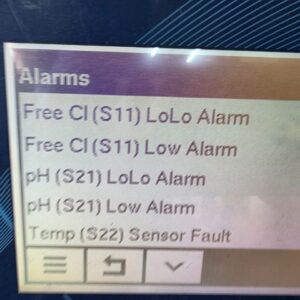 Alarms
Free Cl (S11) LoLo Alarm
Free Cl (S11) Low Alarm
pH (S21) LoLo Alarm
pH (S21) Low Alarm
Temp (S22) Sensor Fault